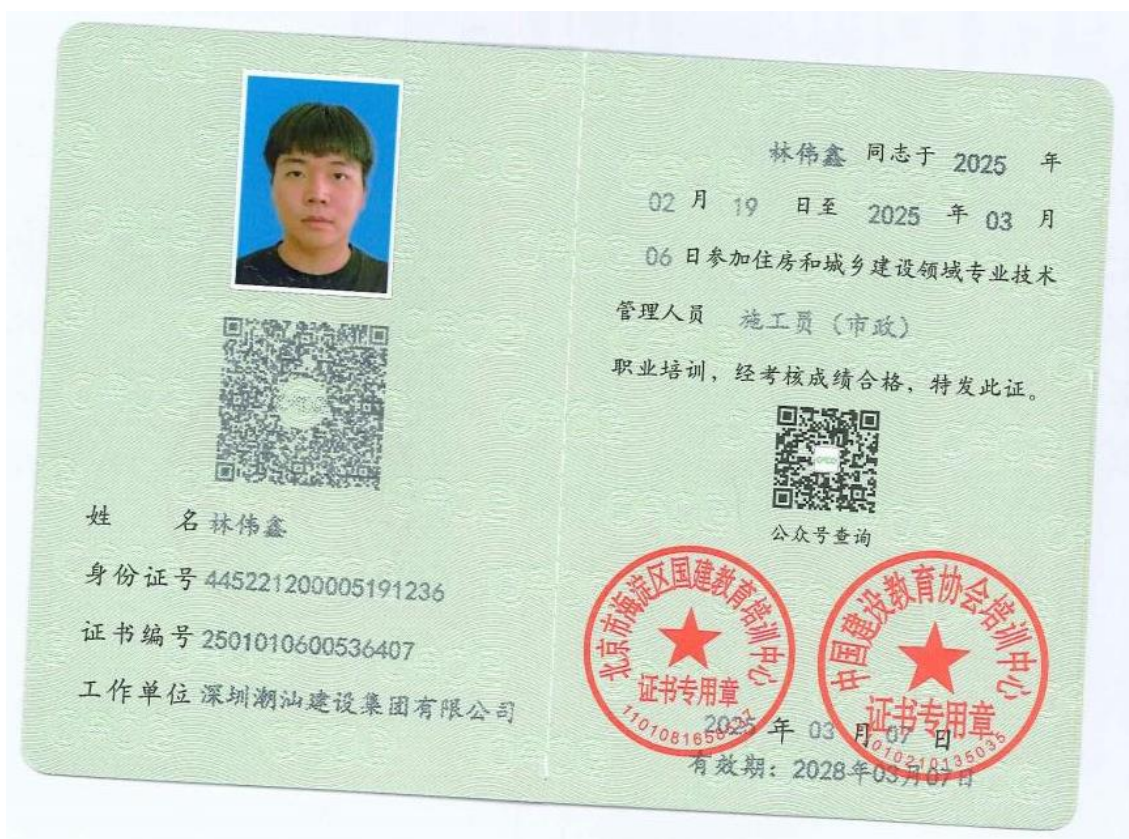 姓 名 林伟鑫
身份证号 445221200005191236
证书编号 2501010600536407
工作单位 深圳潮汕建设集团有限公司
林伟鑫 同志于 2025 年
02 月 19 日至 2025 年 03 月
06 日参加住房和城乡建设领域专业技术
管理人员 施工员（市政）
职业培训，经考核成绩合格，特发此证。
公众号查询
北京市海淀区国建教育培训中心
证书专用章
中国建设教育协会培训中心
证书专用章
2025 年 03 月 07 日
有效期：2028年03月07日